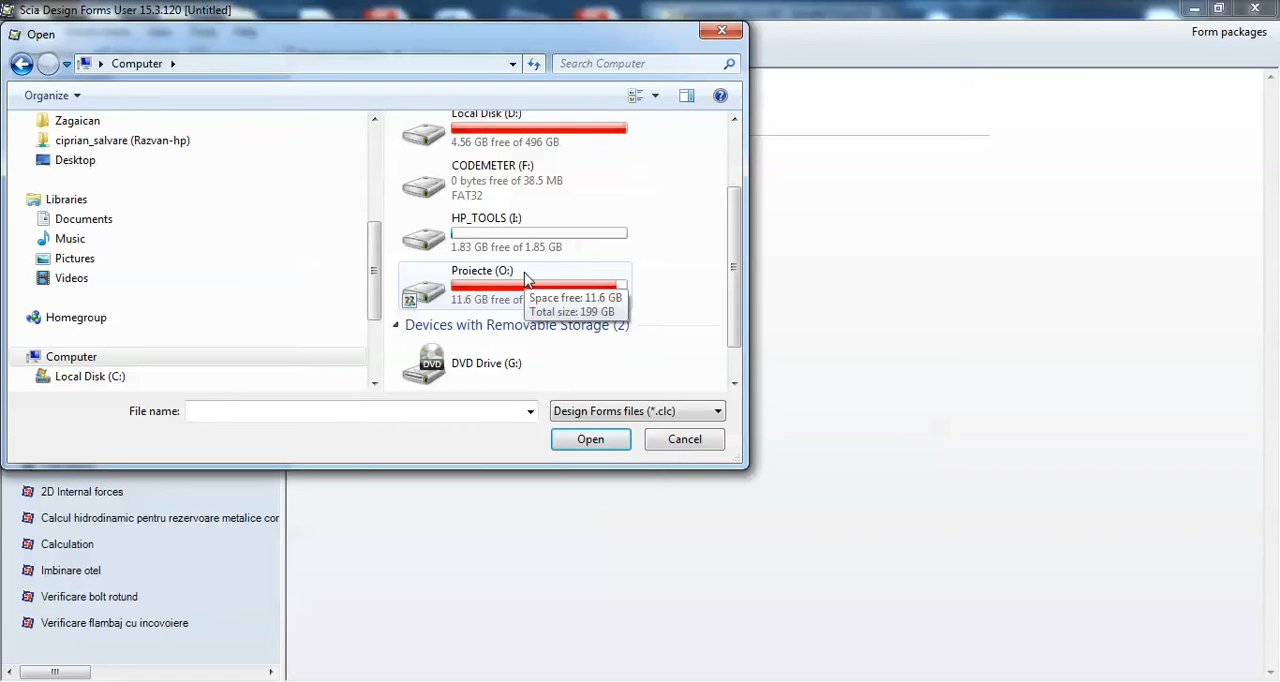 Scia Design Forms User 15.3.120 [Untitled]
Open
Form packages
Computer
Search Computer
Organize
Zagaican
ciprian_salvare (Razvan-hp)
Desktop
Libraries
Documents
Music
Pictures
Videos
Homegroup
Computer
Local Disk (C:)
Local Disk (D:)
4.56 GB free of 496 GB
CODEMETER (F:)
0 bytes free of 38.5 MB
FAT32
HP_TOOLS (I:)
1.83 GB free of 1.85 GB
Proiecte (O:)
11.6 GB free of
Space free: 11.6 GB
Total size: 199 GB
Devices with Removable Storage (2)
DVD
DVD Drive (G:)
File name:
Design Forms files (*.clc)
Open
Cancel
2D Internal forces
Calcul hidrodinamic pentru rezervoare metalice cor
Calculation
Imbinare otel
Verificare bolt rotund
Verificare flambaj cu incovoiere